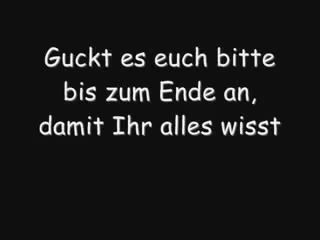 Guckt es euch bitte
bis zum Ende an,
damit Ihr alles wisst